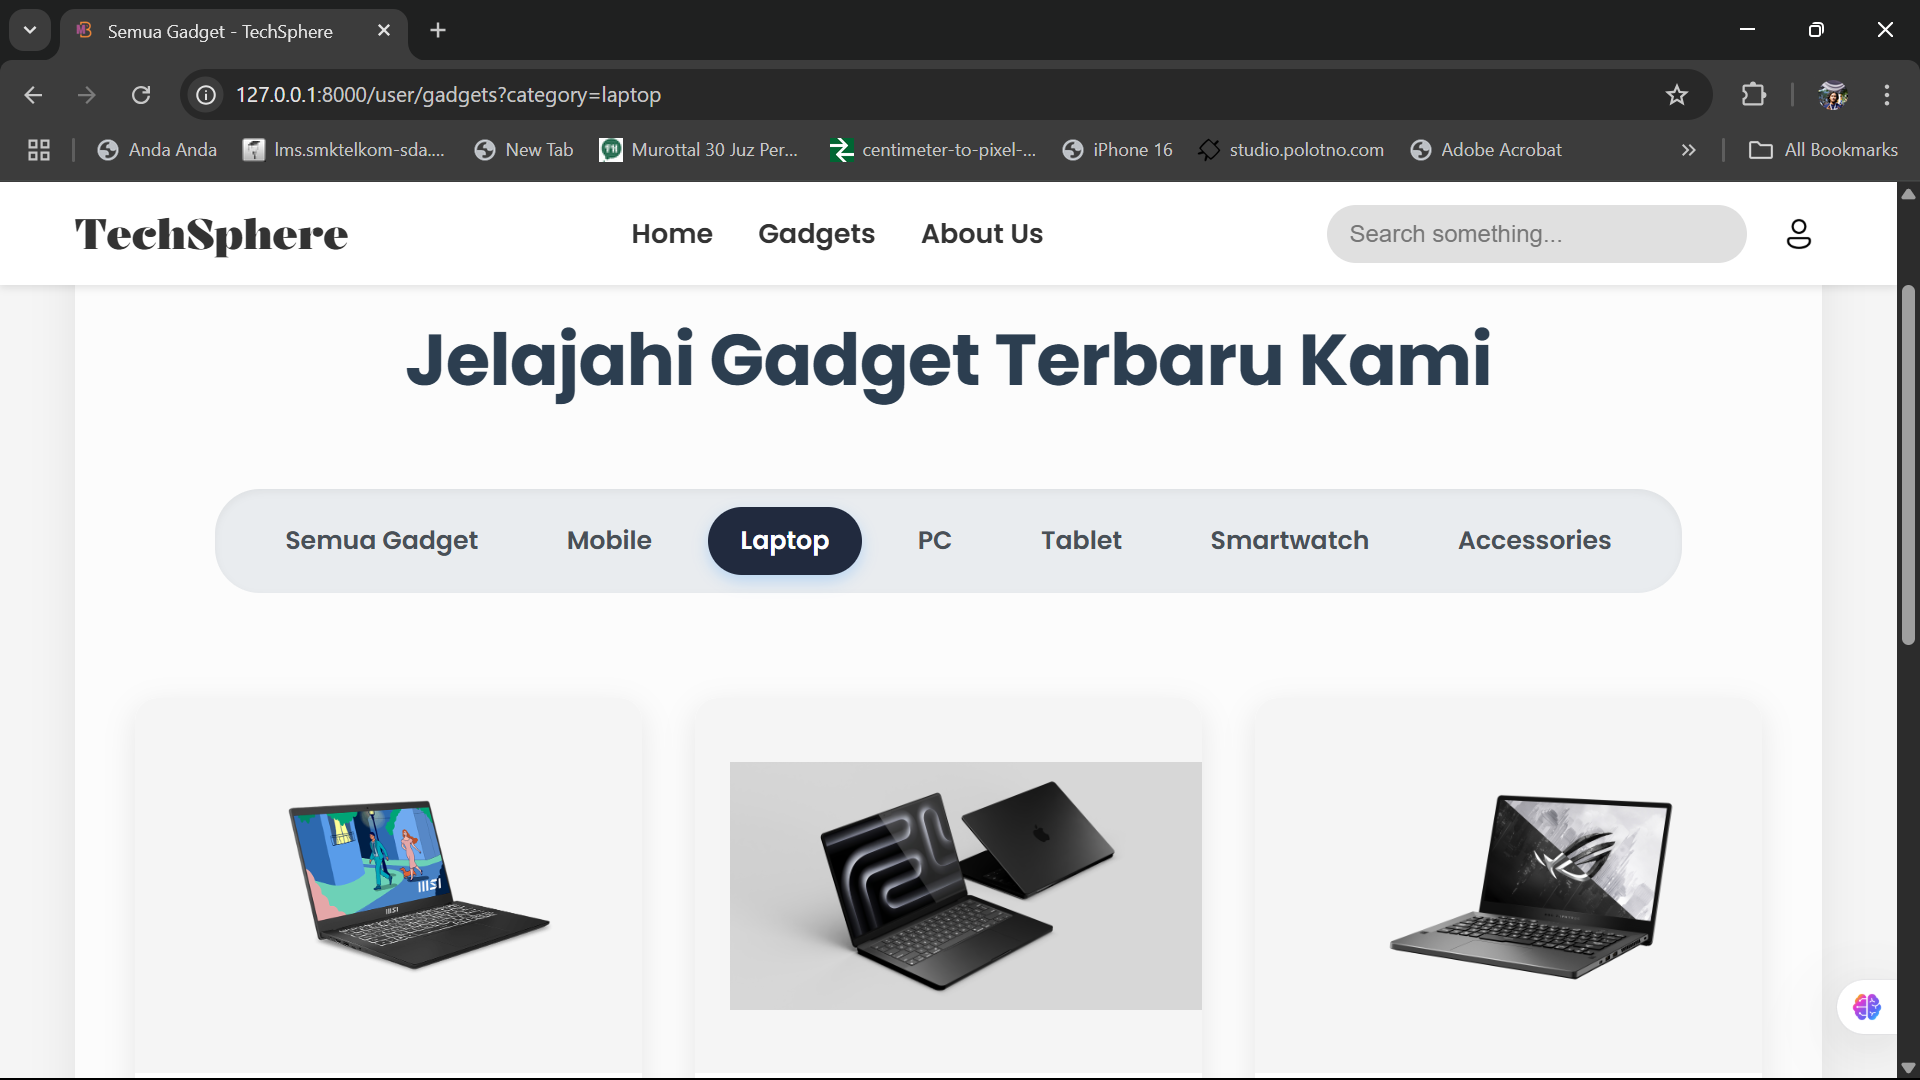 Semua Gadget - TechSphere
127.0.0.1:8000/user/gadgets?category=laptop
Anda Anda
lms.smktelkom-sda....
New Tab
Murottal 30 Juz Per...
centimeter-to-pixel-...
iPhone 16
studio.polotno.com
Adobe Acrobat
All Bookmarks
TechSphere
Home
Gadgets
About Us
Search something...
Jelajahi Gadget Terbaru Kami
Semua Gadget
Mobile
Laptop
PC
Tablet
Smartwatch
Accessories
msi
msi